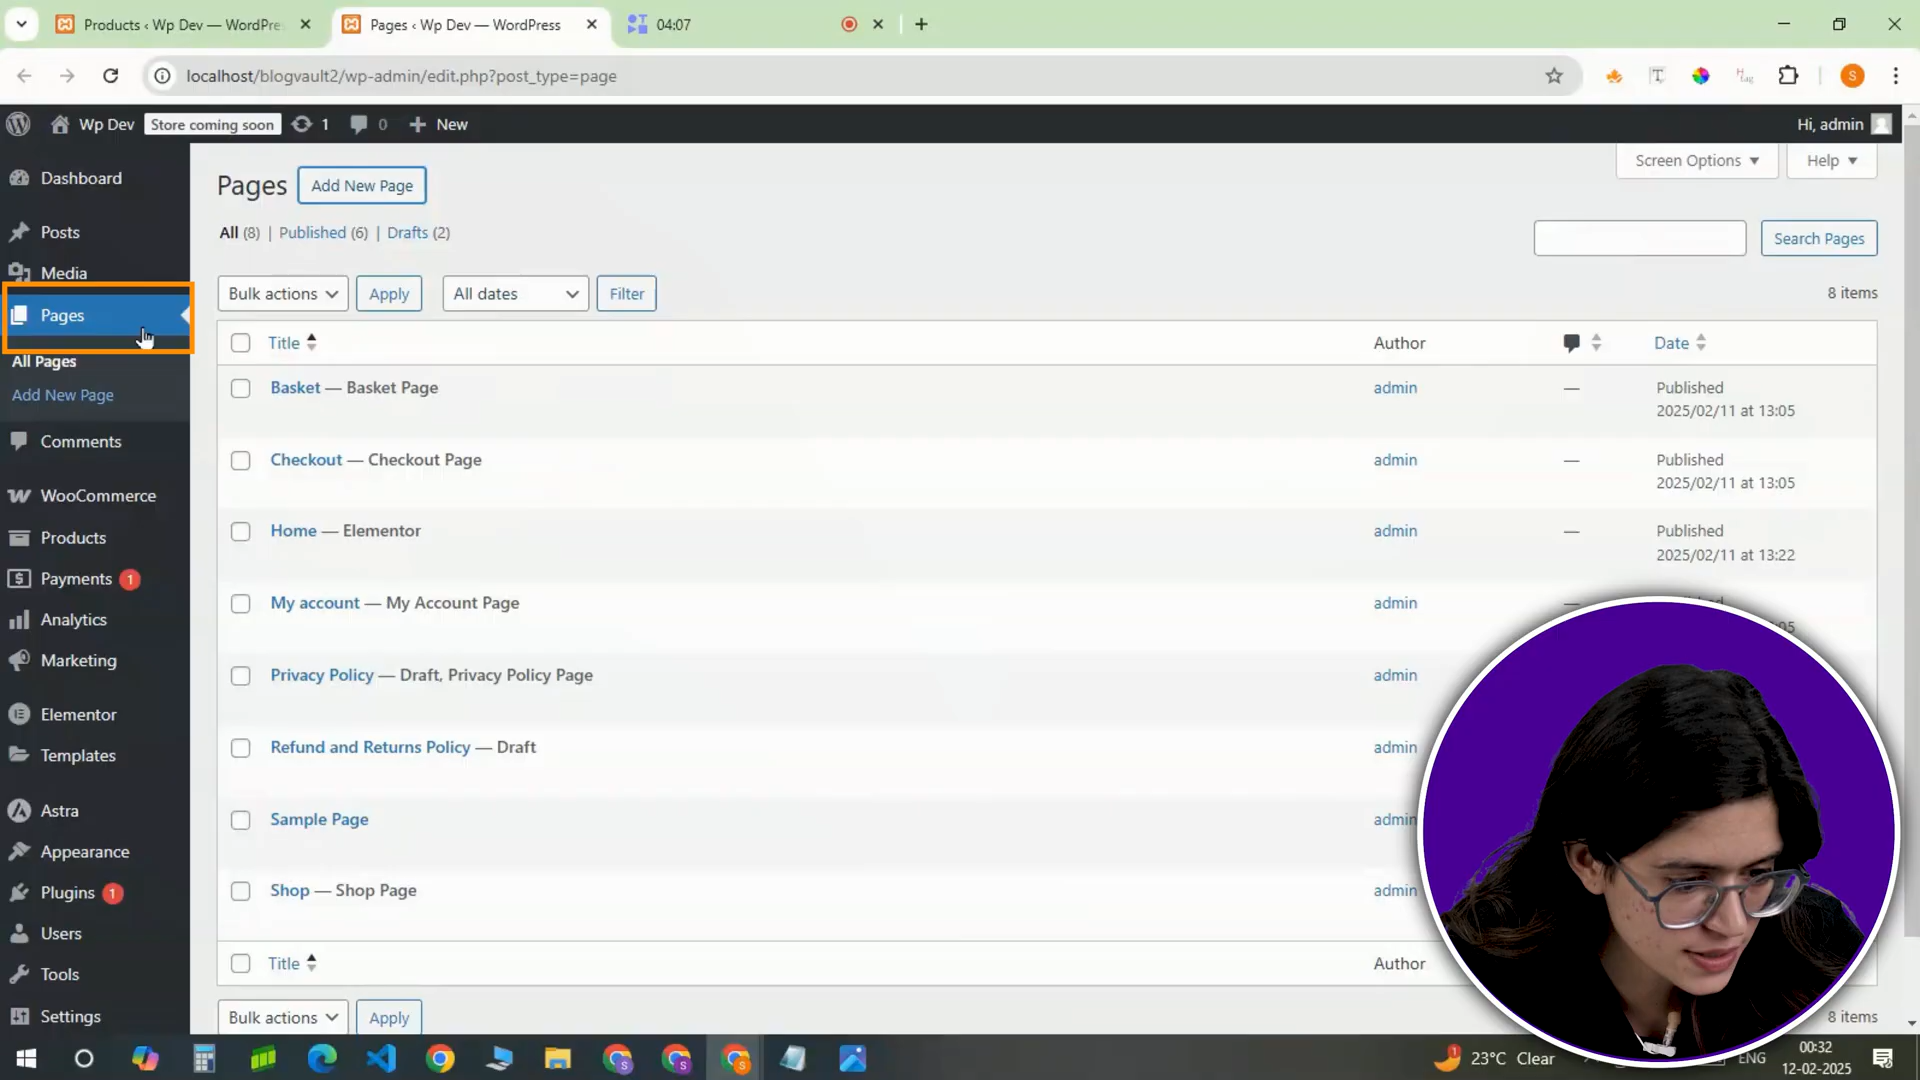 Products ‹ Wp Dev — WordPre
Pages ‹ Wp Dev — WordPress
04:07
localhost/blogvault2/wp-admin/edit.php?post_type=page
S
Wp Dev
Store coming soon
1
0
New
Hi, admin
Dashboard
Posts
Media
Pages
All Pages
Add New Page
Comments
WooCommerce
Products
Payments 1
Analytics
Marketing
Elementor
Templates
Astra
Appearance
Plugins 1
Users
Tools
Settings
Pages
Add New Page
Screen Options
Help
All (8) | Published (6) | Drafts (2)
Search Pages
Bulk actions
Apply
All dates
Filter
8 items
Title
Author
Date
Basket — Basket Page
admin
—
Published
2025/02/11 at 13:05
Checkout — Checkout Page
admin
—
Published
2025/02/11 at 13:05
Home — Elementor
admin
—
Published
2025/02/11 at 13:22
My account — My Account Page
admin
—
Privacy Policy — Draft, Privacy Policy Page
admin
Refund and Returns Policy — Draft
admin
Sample Page
admin
Shop — Shop Page
admin
Title
Author
Bulk actions
Apply
8 items
23°C Clear
ENG
00:32
12-02-2025